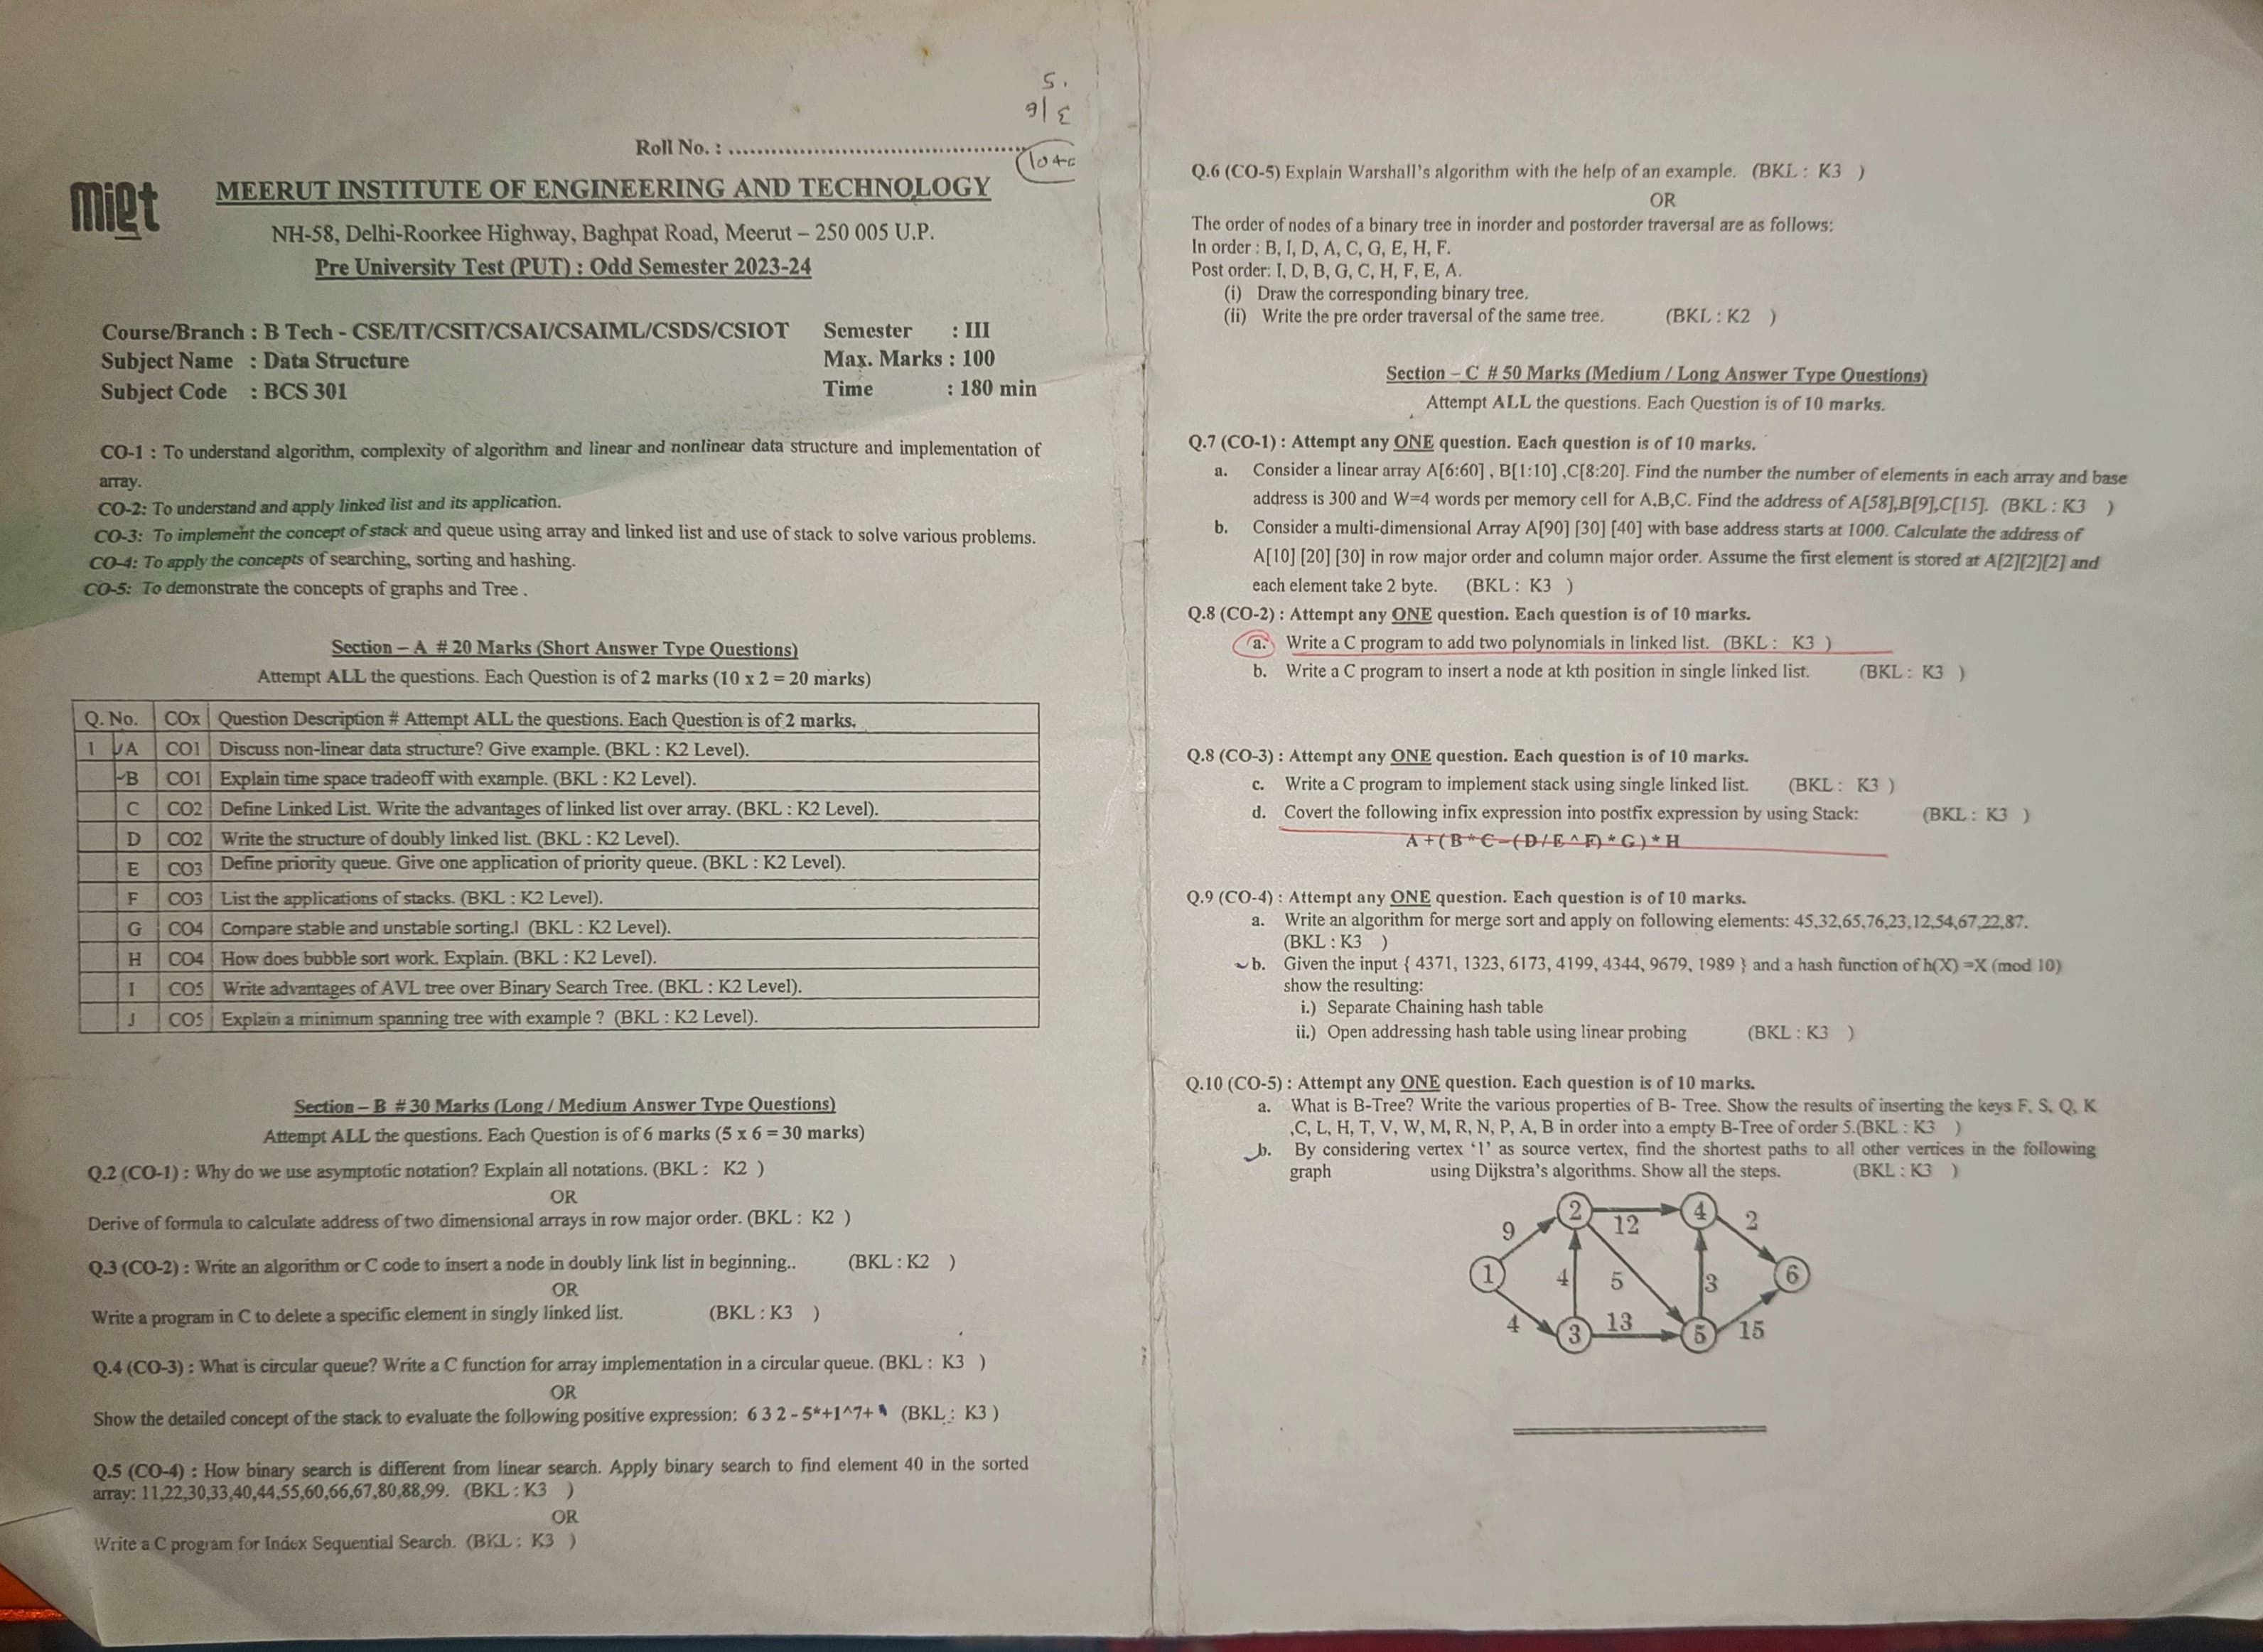 5.
9/3
Roll No. : ................................................
miet
MEERUT INSTITUTE OF ENGINEERING AND TECHNOLOGY
NH-58, Delhi-Roorkee Highway, Baghpat Road, Meerut – 250 005 U.P.
Pre University Test (PUT) : Odd Semester 2023-24
Course/Branch : B Tech - CSE/IT/CSIT/CSAI/CSAIML/CSDS/CSIOT Semester : III
Subject Name : Data Structure Max. Marks : 100
Subject Code : BCS 301 Time : 180 min
CO-1 : To understand algorithm, complexity of algorithm and linear and nonlinear data structure and implementation of
array.
CO-2: To understand and apply linked list and its application.
CO-3: To implement the concept of stack and queue using array and linked list and use of stack to solve various problems.
CO-4: To apply the concepts of searching, sorting and hashing.
CO-5: To demonstrate the concepts of graphs and Tree .
Section – A # 20 Marks (Short Answer Type Questions)
Attempt ALL the questions. Each Question is of 2 marks (10 x 2 = 20 marks)
Q. No. COx Question Description # Attempt ALL the questions. Each Question is of 2 marks.
1 A CO1 Discuss non-linear data structure? Give example. (BKL : K2 Level).
B CO1 Explain time space tradeoff with example. (BKL : K2 Level).
C CO2 Define Linked List. Write the advantages of linked list over array. (BKL : K2 Level).
D CO2 Write the structure of doubly linked list. (BKL : K2 Level).
E CO3 Define priority queue. Give one application of priority queue. (BKL : K2 Level).
F CO3 List the applications of stacks. (BKL : K2 Level).
G CO4 Compare stable and unstable sorting.l (BKL : K2 Level).
H CO4 How does bubble sort work. Explain. (BKL : K2 Level).
I CO5 Write advantages of AVL tree over Binary Search Tree. (BKL : K2 Level).
J CO5 Explain a minimum spanning tree with example ? (BKL : K2 Level).
Section – B # 30 Marks (Long / Medium Answer Type Questions)
Attempt ALL the questions. Each Question is of 6 marks (5 x 6 = 30 marks)
Q.2 (CO-1) : Why do we use asymptotic notation? Explain all notations. (BKL : K2 )
OR
Derive of formula to calculate address of two dimensional arrays in row major order. (BKL : K2 )
Q.3 (CO-2) : Write an algorithm or C code to insert a node in doubly link list in beginning.. (BKL : K2 )
OR
Write a program in C to delete a specific element in singly linked list. (BKL : K3 )
Q.4 (CO-3) : What is circular queue? Write a C function for array implementation in a circular queue. (BKL : K3 )
OR
Show the detailed concept of the stack to evaluate the following positive expression: 6 3 2 - 5*+1^7+ (BKL : K3 )
Q.5 (CO-4) : How binary search is different from linear search. Apply binary search to find element 40 in the sorted
array: 11,22,30,33,40,44,55,60,66,67,80,88,99. (BKL : K3 )
OR
Write a C program for Index Sequential Search. (BKL : K3 )
Q.6 (CO-5) Explain Warshall's algorithm with the help of an example. (BKL : K3 )
OR
The order of nodes of a binary tree in inorder and postorder traversal are as follows:
In order : B, I, D, A, C, G, E, H, F.
Post order: I, D, B, G, C, H, F, E, A.
(i) Draw the corresponding binary tree.
(ii) Write the pre order traversal of the same tree. (BKL : K2 )
Section – C # 50 Marks (Medium / Long Answer Type Questions)
Attempt ALL the questions. Each Question is of 10 marks.
Q.7 (CO-1) : Attempt any ONE question. Each question is of 10 marks.
a. Consider a linear array A[6:60] , B[1:10] ,C[8:20]. Find the number the number of elements in each array and base
address is 300 and W=4 words per memory cell for A,B,C. Find the address of A[58],B[9],C[15]. (BKL : K3 )
b. Consider a multi-dimensional Array A[90] [30] [40] with base address starts at 1000. Calculate the address of
A[10] [20] [30] in row major order and column major order. Assume the first element is stored at A[2][2][2] and
each element take 2 byte. (BKL : K3 )
Q.8 (CO-2) : Attempt any ONE question. Each question is of 10 marks.
a. Write a C program to add two polynomials in linked list. (BKL : K3 )
b. Write a C program to insert a node at kth position in single linked list. (BKL : K3 )
Q.8 (CO-3) : Attempt any ONE question. Each question is of 10 marks.
c. Write a C program to implement stack using single linked list. (BKL : K3 )
d. Covert the following infix expression into postfix expression by using Stack: (BKL : K3 )
A + ( B * C – ( D / E ^ F) * G ) * H
Q.9 (CO-4) : Attempt any ONE question. Each question is of 10 marks.
a. Write an algorithm for merge sort and apply on following elements: 45,32,65,76,23,12,54,67,22,87.
(BKL : K3 )
b. Given the input { 4371, 1323, 6173, 4199, 4344, 9679, 1989 } and a hash function of h(X) =X (mod 10)
show the resulting:
i.) Separate Chaining hash table
ii.) Open addressing hash table using linear probing (BKL : K3 )
Q.10 (CO-5) : Attempt any ONE question. Each question is of 10 marks.
a. What is B-Tree? Write the various properties of B- Tree. Show the results of inserting the keys F, S, Q, K
,C, L, H, T, V, W, M, R, N, P, A, B in order into a empty B-Tree of order 5.(BKL : K3 )
b. By considering vertex ‘1’ as source vertex, find the shortest paths to all other vertices in the following
graph using Dijkstra's algorithms. Show all the steps. (BKL : K3 )
2 4
9 12 2
1 4 5 3 6
4 13 15
3 5